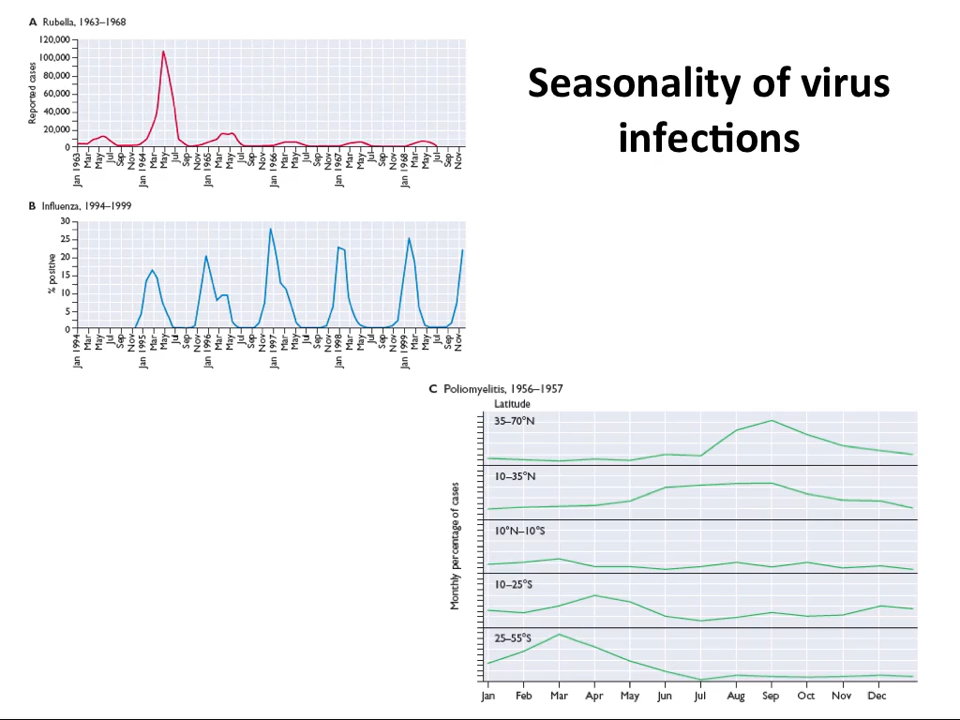 A Rubella, 1963–1968
120,000
100,000
80,000
60,000
40,000
20,000
0
Reported cases
Jan 1963 Mar May Jul Sep Nov Jan 1964 Mar May Jul Sep Nov Jan 1965 Mar May Jul Sep Nov Jan 1966 Mar May Jul Sep Nov Jan 1967 Mar May Jul Sep Nov Jan 1968 Mar May Jul Sep Nov
Seasonality of virus
infections
B Influenza, 1994–1999
30
25
20
15
10
5
0
% positive
Jan 1994 Mar May Jul Sep Nov Jan 1995 Mar May Jul Sep Nov Jan 1996 Mar May Jul Sep Nov Jan 1997 Mar May Jul Sep Nov Jan 1998 Mar May Jul Sep Nov Jan 1999 Mar May Jul Sep Nov
C Poliomyelitis, 1956–1957
Latitude
35–70°N
10–35°N
10°N–10°S
10–25°S
25–55°S
Monthly percentage of cases
Jan Feb Mar Apr May Jun Jul Aug Sep Oct Nov Dec